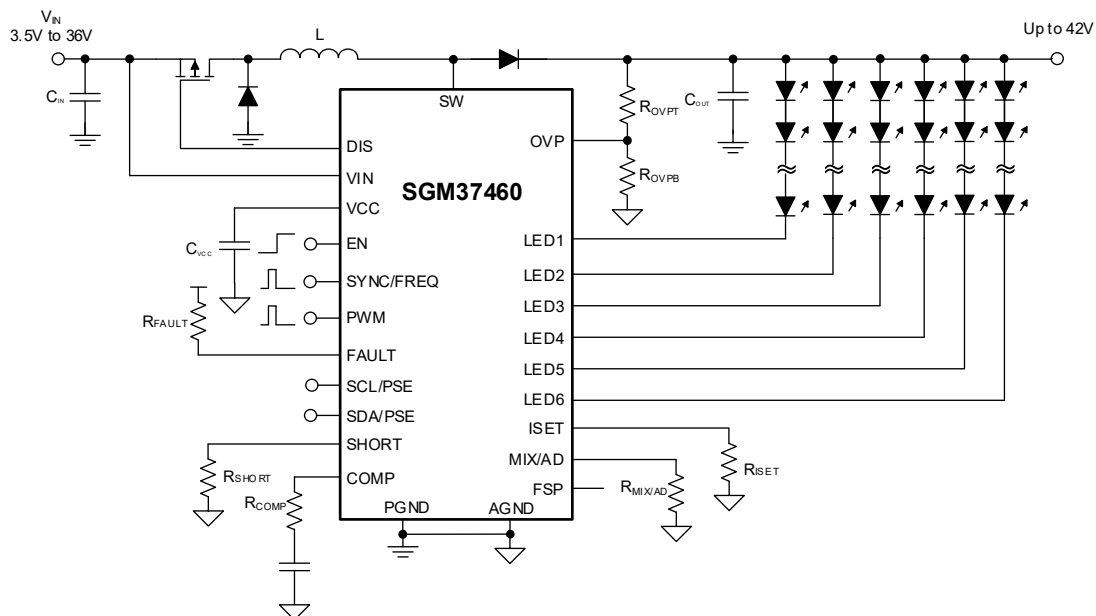 VIN
3.5V to 36V
L
Up to 42V
CIN
SW
ROVPT
COUT
DIS
OVP
VIN
ROVPB
SGM37460
VCC
CVCC
EN
LED1
SYNC/FREQ
LED2
RFAULT
PWM
LED3
FAULT
LED4
SCL/PSE
LED5
SDA/PSE
LED6
SHORT
ISET
RSHORT
COMP
MIX/AD
RISET
RCOMP
FSP
RMIX/AD
PGND
AGND